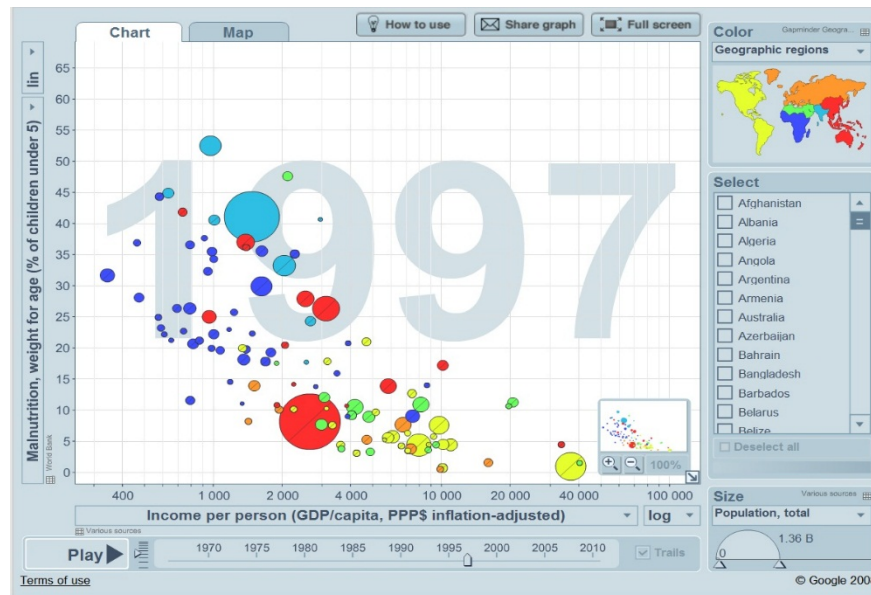 Chart
Map
How to use
Share graph
Full screen
Color
Gapminder Geogra...
Geographic regions
lin
Malnutrition, weight for age (% of children under 5)
World Bank
65
60
55
50
45
40
35
30
25
20
15
10
5
0
1997
400
1 000
2 000
4 000
10 000
20 000
40 000
100 000
100%
Select
Afghanistan
Albania
Algeria
Angola
Argentina
Armenia
Australia
Azerbaijan
Bahrain
Bangladesh
Barbados
Belarus
Belize
Deselect all
Income per person (GDP/capita, PPP$ inflation-adjusted)
log
Various sources
Size
Various sources
Population, total
1.36 B
0
Play
1970 1975 1980 1985 1990 1995 2000 2005 2010
Trails
Terms of use